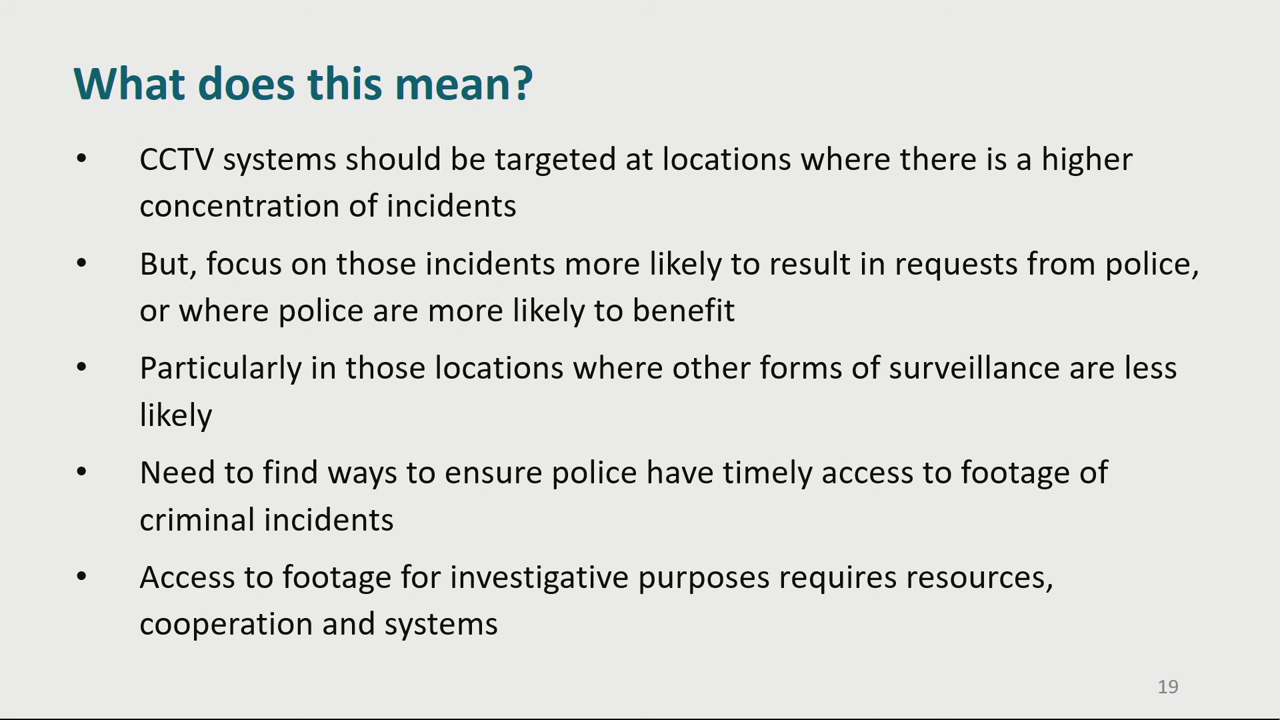 What does this mean?
• CCTV systems should be targeted at locations where there is a higher
concentration of incidents
• But, focus on those incidents more likely to result in requests from police,
or where police are more likely to benefit
• Particularly in those locations where other forms of surveillance are less
likely
• Need to find ways to ensure police have timely access to footage of
criminal incidents
• Access to footage for investigative purposes requires resources,
cooperation and systems
19